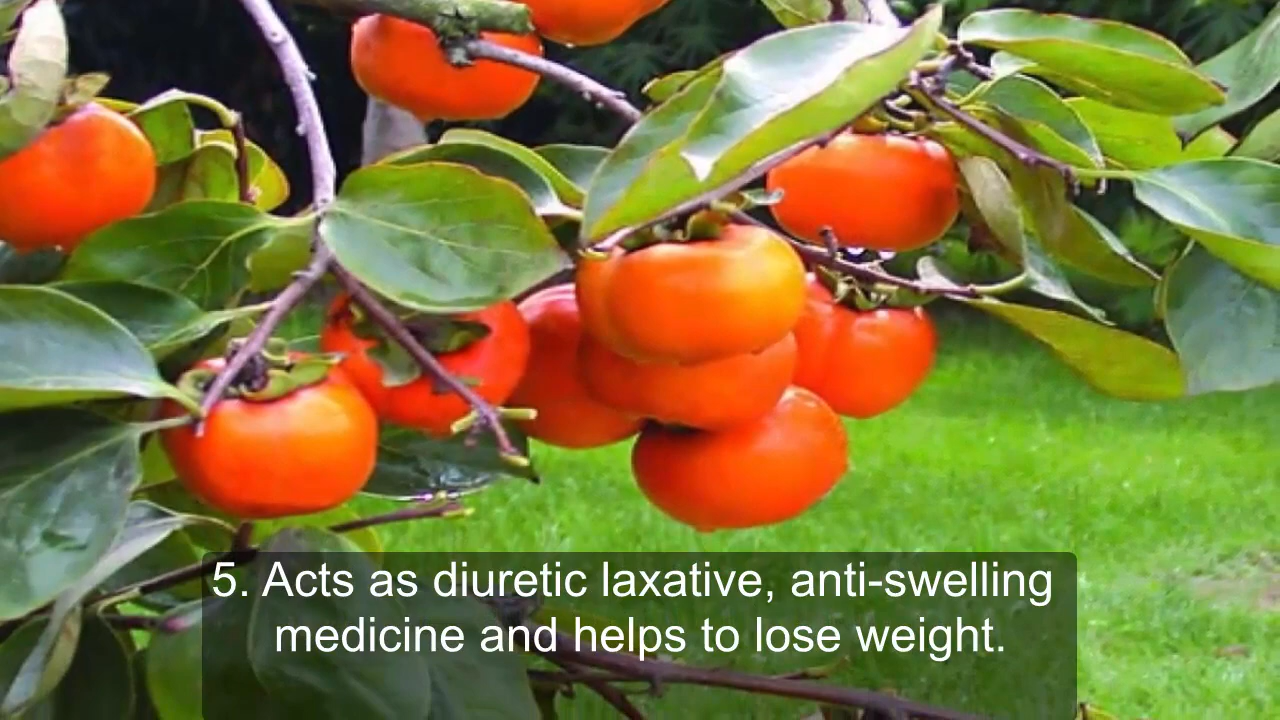 5. Acts as diuretic laxative, anti-swelling
medicine and helps to lose weight.